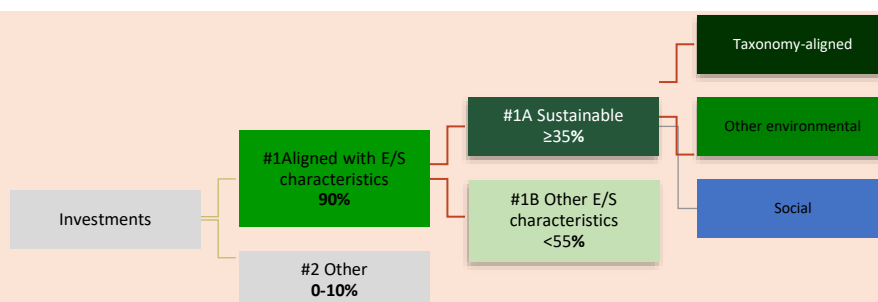 Taxonomy-aligned
#1A Sustainable
≥35%
Other environmental
#1Aligned with E/S
characteristics
90%
#1B Other E/S
characteristics
<55%
Social
Investments
#2 Other
0-10%